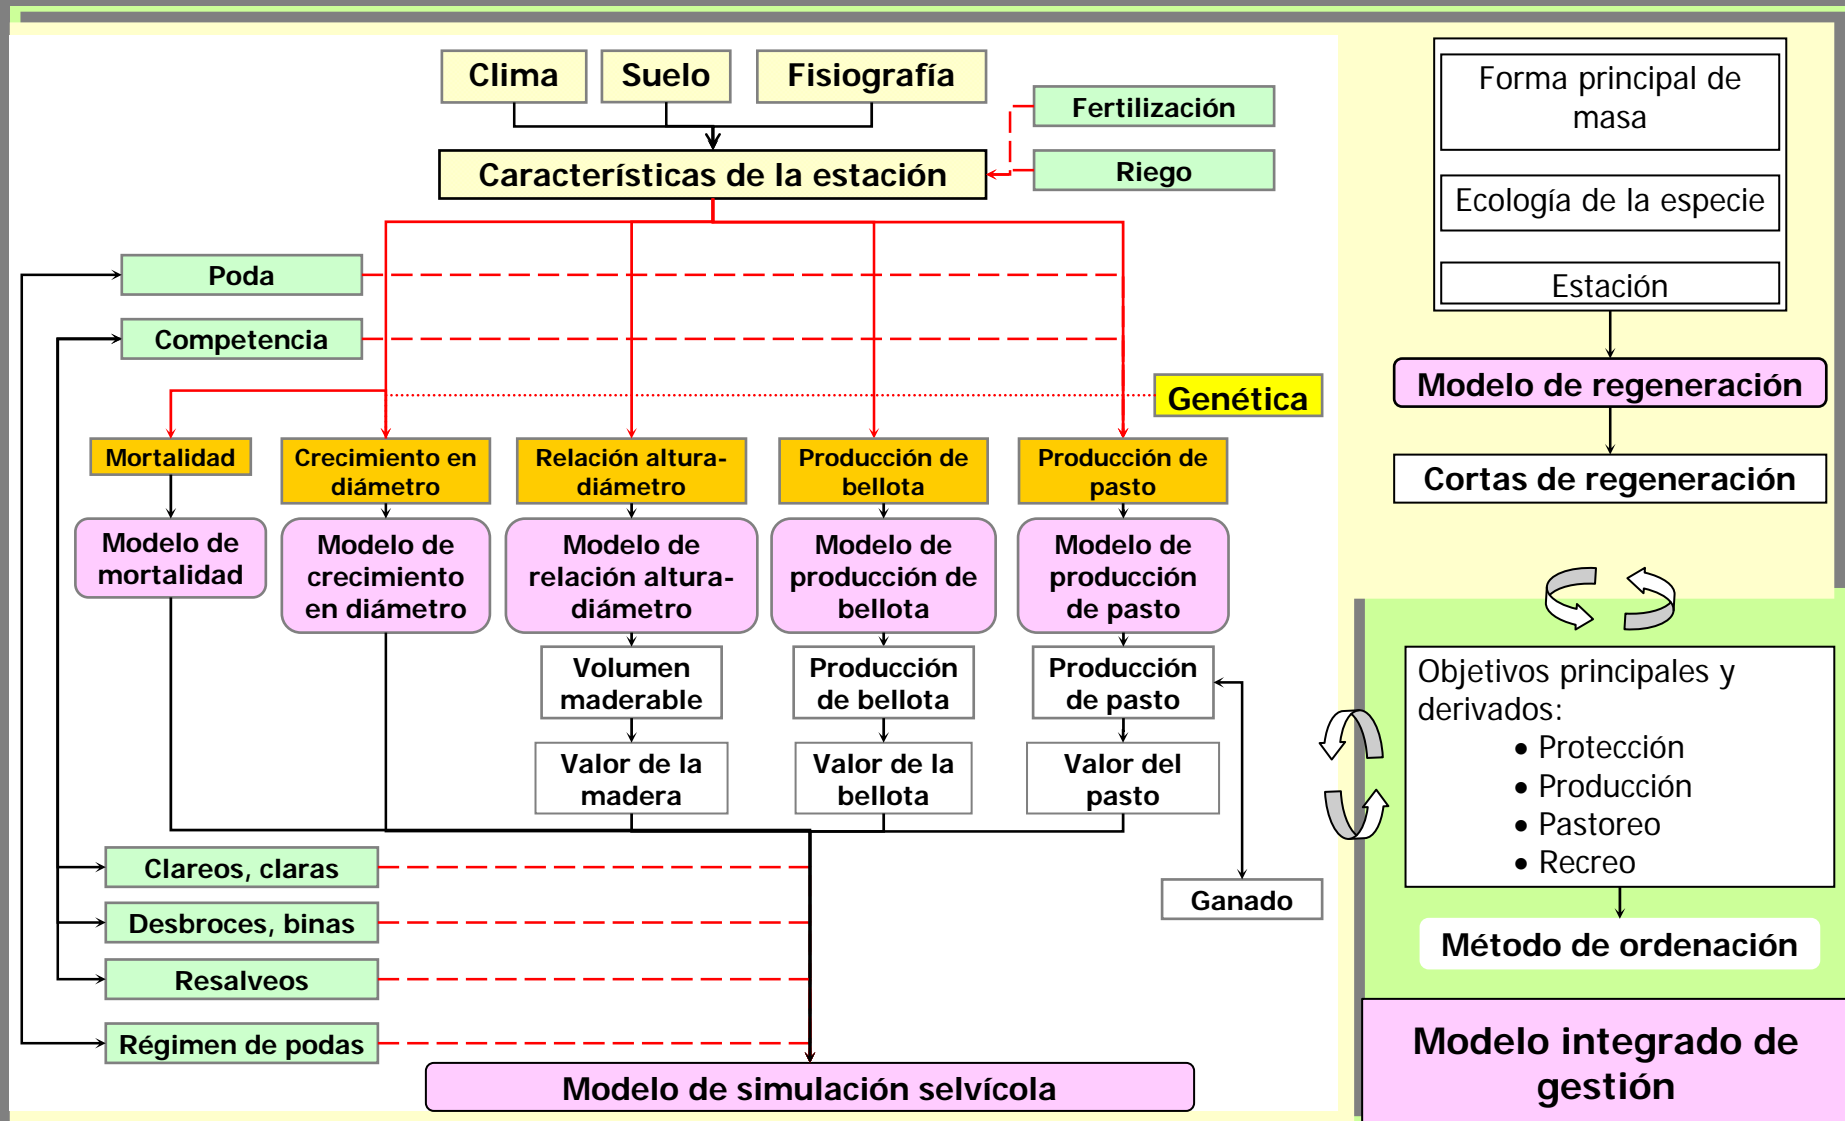 Clima
Suelo
Fisiografía
Fertilización
Riego
Características de la estación
Poda
Competencia
Genética
Mortalidad
Crecimiento en
diámetro
Relación altura-
diámetro
Producción de
bellota
Producción de
pasto
Modelo de
mortalidad
Modelo de
crecimiento
en diámetro
Modelo de
relación altura-
diámetro
Modelo de
producción de
bellota
Modelo de
producción
de pasto
Volumen
maderable
Producción
de bellota
Producción
de pasto
Valor de la
madera
Valor de la
bellota
Valor del
pasto
Clareos, claras
Desbroces, binas
Resalveos
Régimen de podas
Ganado
Modelo de simulación selvícola
Forma principal de
masa
Ecología de la especie
Estación
Modelo de regeneración
Cortas de regeneración
Objetivos principales y
derivados:
• Protección
• Producción
• Pastoreo
• Recreo
Método de ordenación
Modelo integrado de
gestión